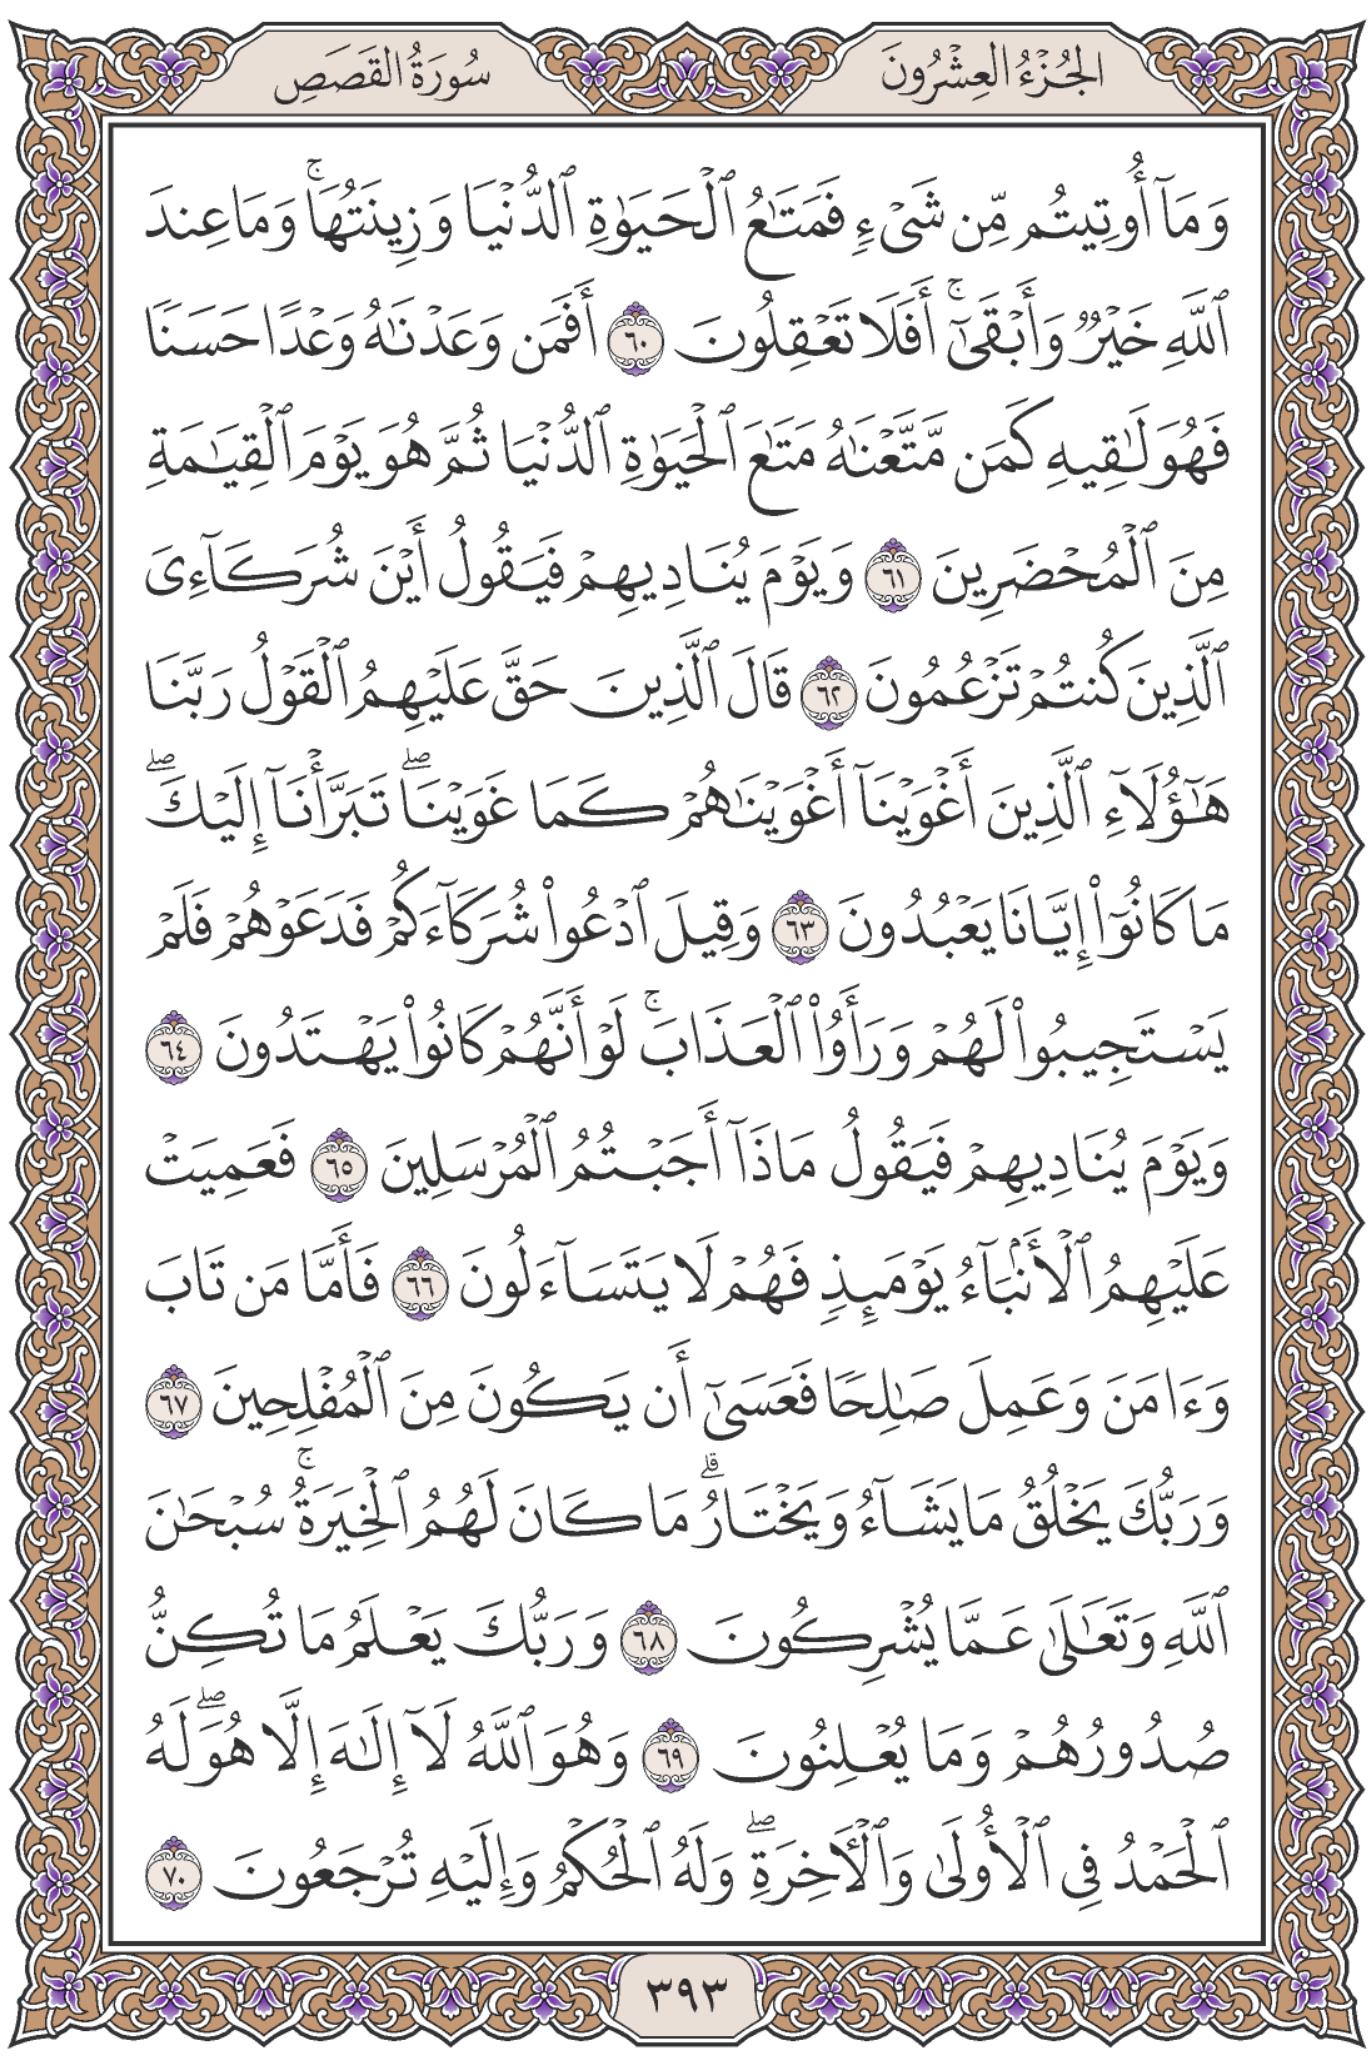 الجُزْءُ العِشْرُونَ
سُورَةُ القَصَصِ
وَمَآ أُوتِيتُم مِّن شَىْءٍ فَمَتَٰعُ ٱلْحَيَوٰةِ ٱلدُّنْيَا وَزِينَتُهَا ۚ وَمَا عِندَ
ٱللَّهِ خَيْرٌ وَأَبْقَىٰٓ ۚ أَفَلَا تَعْقِلُونَ ٦٠ أَفَمَن وَعَدْنَٰهُ وَعْدًا حَسَنًا
فَهُوَ لَٰقِيهِ كَمَن مَّتَّعْنَٰهُ مَتَٰعَ ٱلْحَيَوٰةِ ٱلدُّنْيَا ثُمَّ هُوَ يَوْمَ ٱلْقِيَٰمَةِ
مِنَ ٱلْمُحْضَرِينَ ٦١ وَيَوْمَ يُنَادِيهِمْ فَيَقُولُ أَيْنَ شُرَكَآءِىَ
ٱلَّذِينَ كُنتُمْ تَزْعُمُونَ ٦٢ قَالَ ٱلَّذِينَ حَقَّ عَلَيْهِمُ ٱلْقَوْلُ رَبَّنَا
هَٰٓؤُلَآءِ ٱلَّذِينَ أَغْوَيْنَآ أَغْوَيْنَٰهُمْ كَمَا غَوَيْنَا ۖ تَبَرَّأْنَآ إِلَيْكَ ۖ
مَا كَانُوٓا۟ إِيَّانَا يَعْبُدُونَ ٦٣ وَقِيلَ ٱدْعُوا۟ شُرَكَآءَكُمْ فَدَعَوْهُمْ فَلَمْ
يَسْتَجِيبُوا۟ لَهُمْ وَرَأَوُا۟ ٱلْعَذَابَ ۚ لَوْ أَنَّهُمْ كَانُوا۟ يَهْتَدُونَ ٦٤
وَيَوْمَ يُنَادِيهِمْ فَيَقُولُ مَاذَآ أَجَبْتُمُ ٱلْمُرْسَلِينَ ٦٥ فَعَمِيَتْ
عَلَيْهِمُ ٱلْأَنۢبَآءُ يَوْمَئِذٍ فَهُمْ لَا يَتَسَآءَلُونَ ٦٦ فَأَمَّا مَن تَابَ
وَءَامَنَ وَعَمِلَ صَٰلِحًا فَعَسَىٰٓ أَن يَكُونَ مِنَ ٱلْمُفْلِحِينَ ٦٧
وَرَبُّكَ يَخْلُقُ مَا يَشَآءُ وَيَخْتَارُ ۗ مَا كَانَ لَهُمُ ٱلْخِيَرَةُ ۚ سُبْحَٰنَ
ٱللَّهِ وَتَعَٰلَىٰ عَمَّا يُشْرِكُونَ ٦٨ وَرَبُّكَ يَعْلَمُ مَا تُكِنُّ
صُدُورُهُمْ وَمَا يُعْلِنُونَ ٦٩ وَهُوَ ٱللَّهُ لَآ إِلَٰهَ إِلَّا هُوَ ۖ لَهُ
ٱلْحَمْدُ فِى ٱلْأُولَىٰ وَٱلْءَاخِرَةِ ۖ وَلَهُ ٱلْحُكْمُ وَإِلَيْهِ تُرْجَعُونَ ٧٠
٣٩٣